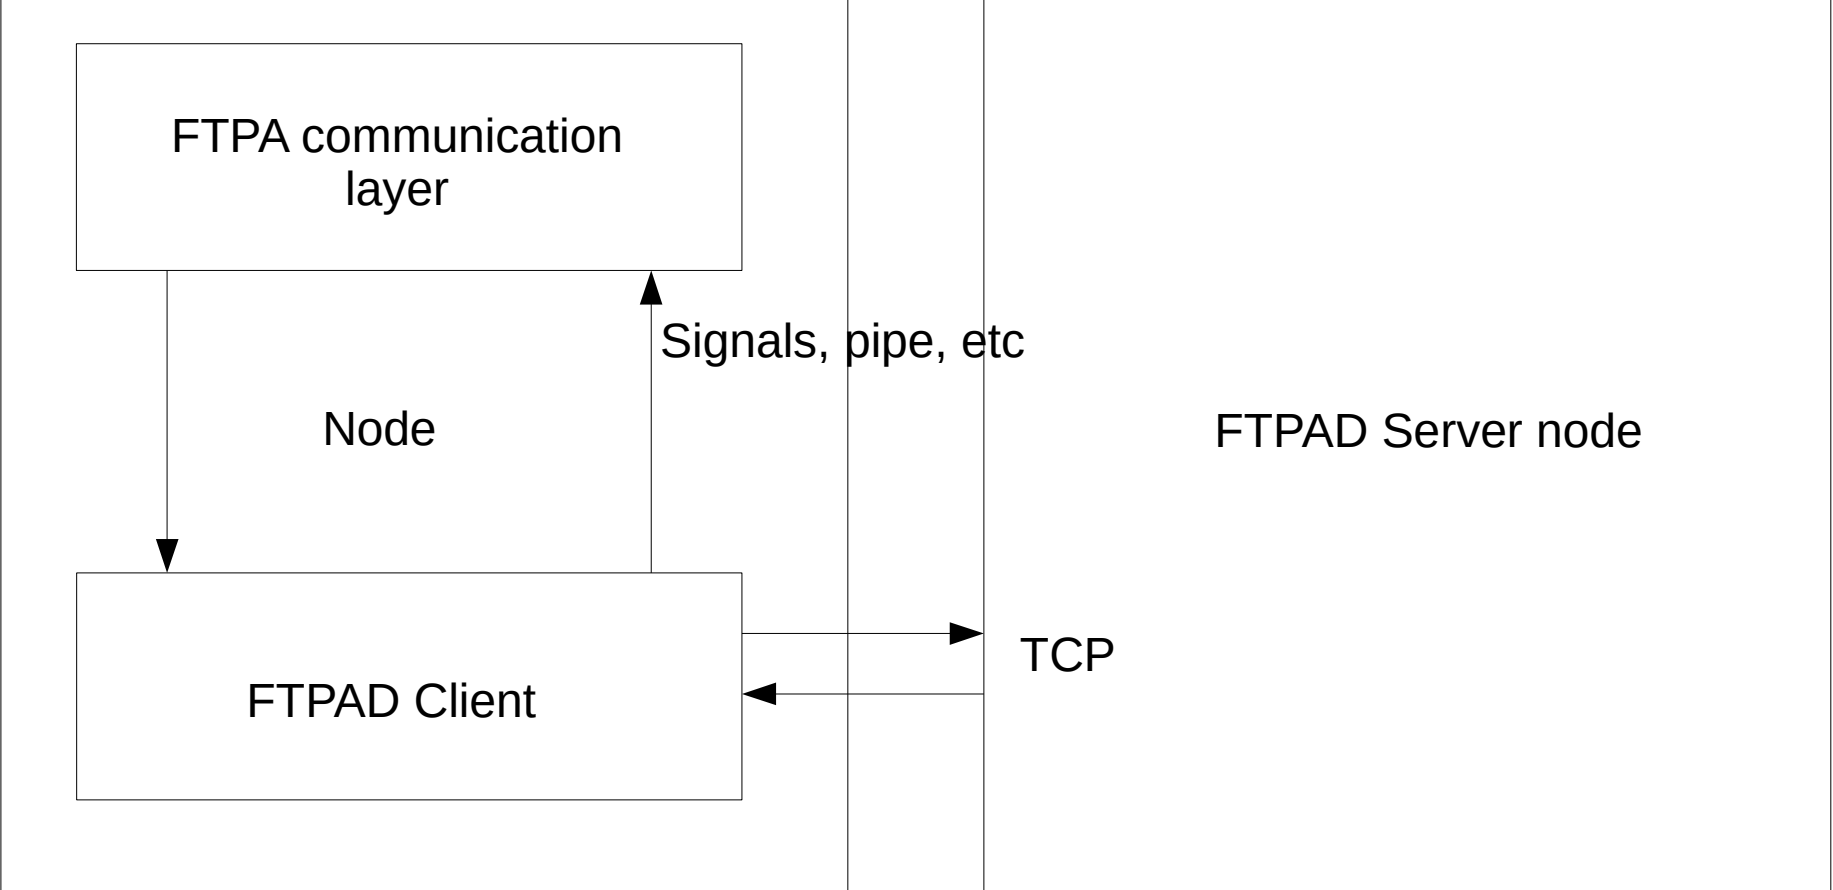 FTPA communication
layer
Signals, pipe, etc
Node
FTPAD Server node
TCP
FTPAD Client